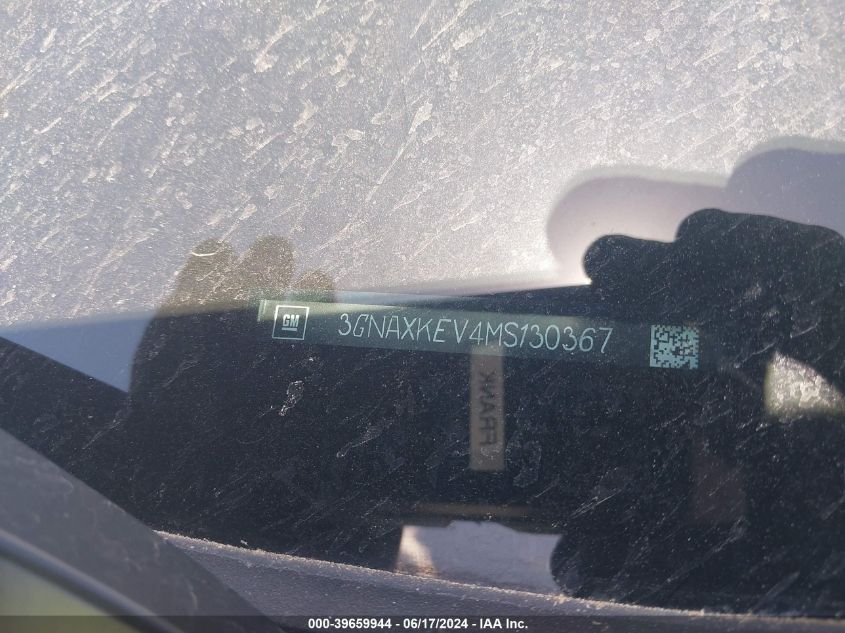 GM 3GNAXKEV4MS130367
000-39659944 / 06/17/2024 - IAA Inc.